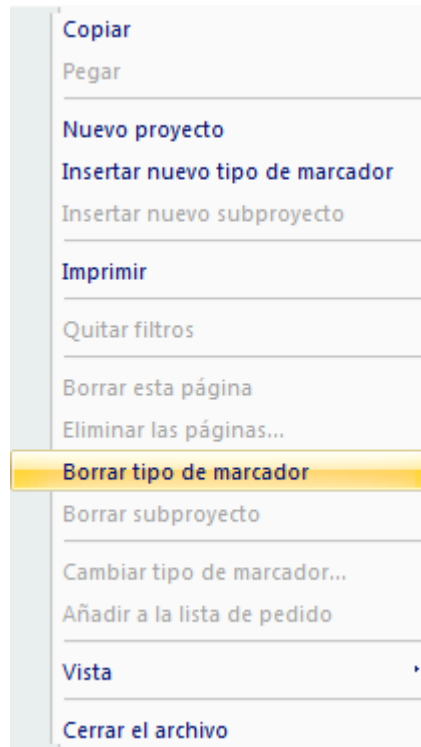 Copiar
Pegar
Nuevo proyecto
Insertar nuevo tipo de marcador
Insertar nuevo subproyecto
Imprimir
Quitar filtros
Borrar esta página
Eliminar las páginas...
Borrar tipo de marcador
Borrar subproyecto
Cambiar tipo de marcador...
Añadir a la lista de pedido
Vista
Cerrar el archivo